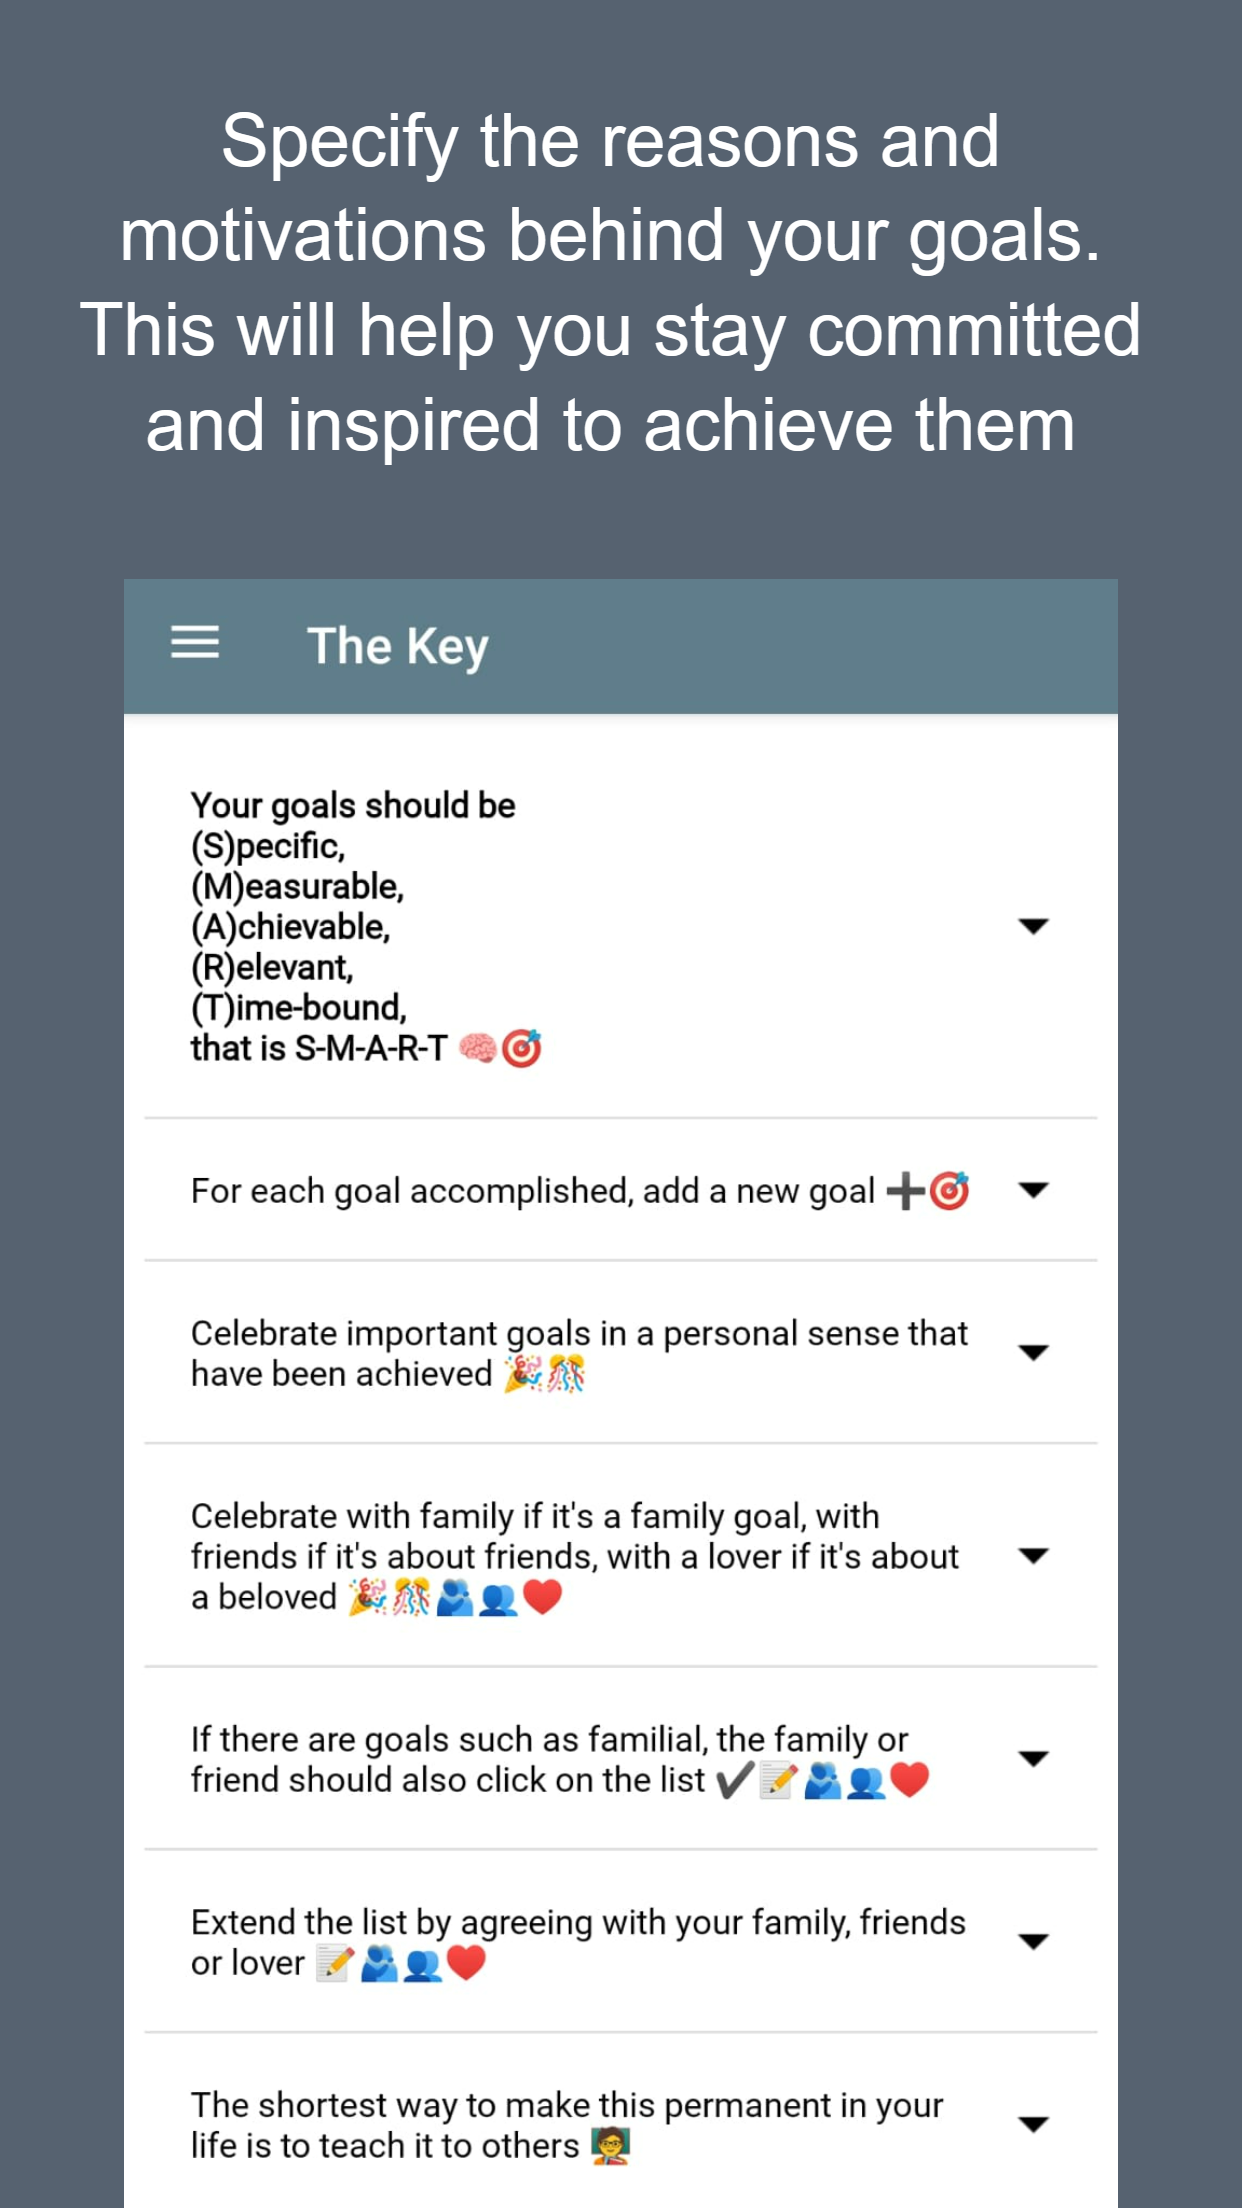 Specify the reasons and
motivations behind your goals.
This will help you stay committed
and inspired to achieve them
The Key
Your goals should be
(S)pecific,
(M)easurable,
(A)chievable,
(R)elevant,
(T)ime-bound,
that is S-M-A-R-T 🧠🎯
For each goal accomplished, add a new goal ➕🎯
Celebrate important goals in a personal sense that
have been achieved 🎉🎊
Celebrate with family if it's a family goal, with
friends if it's about friends, with a lover if it's about
a beloved 🎉🎊🫂👥❤️
If there are goals such as familial, the family or
friend should also click on the list ✔️📝🫂👥❤️
Extend the list by agreeing with your family, friends
or lover 📝🫂👥❤️
The shortest way to make this permanent in your
life is to teach it to others 🧑‍🏫